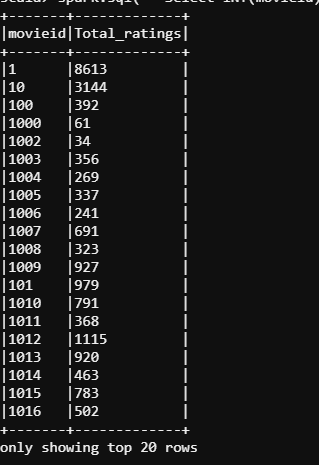 scala> spark.sql( select INT(movieid)
+-------+-------------+
|movieid|Total_ratings|
+-------+-------------+
|1      |8613         |
|10     |3144         |
|100    |392          |
|1000   |61           |
|1002   |34           |
|1003   |356          |
|1004   |269          |
|1005   |337          |
|1006   |241          |
|1007   |691          |
|1008   |323          |
|1009   |927          |
|101    |979          |
|1010   |791          |
|1011   |368          |
|1012   |1115         |
|1013   |920          |
|1014   |463          |
|1015   |783          |
|1016   |502          |
+-------+-------------+
only showing top 20 rows